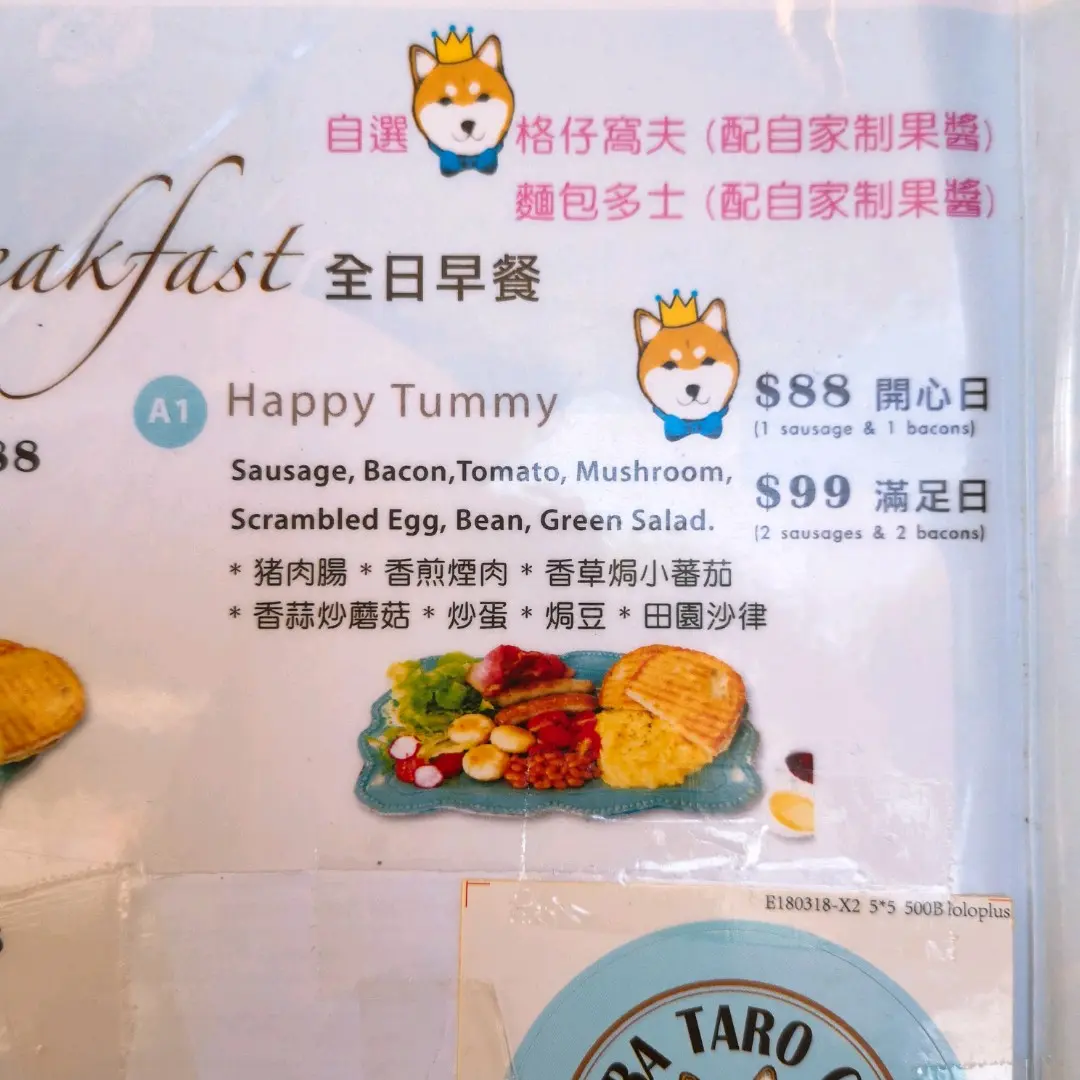 自選 格仔窩夫 (配自家制果醬)
麵包多士 (配自家制果醬)
eakfast 全日早餐
A1 Happy Tummy
$88 開心日
(1 sausage & 1 bacons)
38
Sausage, Bacon,Tomato, Mushroom,
Scrambled Egg, Bean, Green Salad.
$99 滿足日
(2 sausages & 2 bacons)
* 猪肉腸 * 香煎煙肉 * 香草焗小蕃茄
* 香蒜炒蘑菇 * 炒蛋 * 焗豆 * 田園沙律
E180318-X2 5*5 500B loloplus
BA TARO